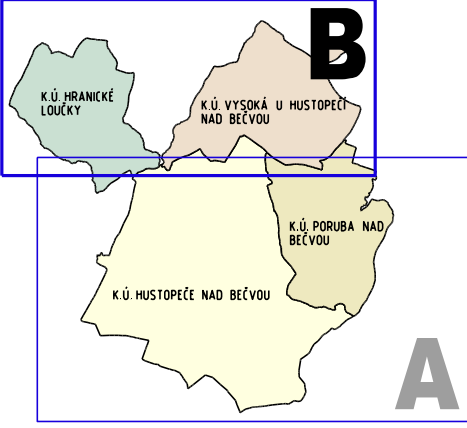 B
K.Ú. HRANICKÉ
LOUČKY
K.Ú. VYSOKÁ U HUSTOPEČÍ
NAD BEČVOU
K.Ú. PORUBA NAD
BEČVOU
K.Ú. HUSTOPEČE NAD BEČVOU
A